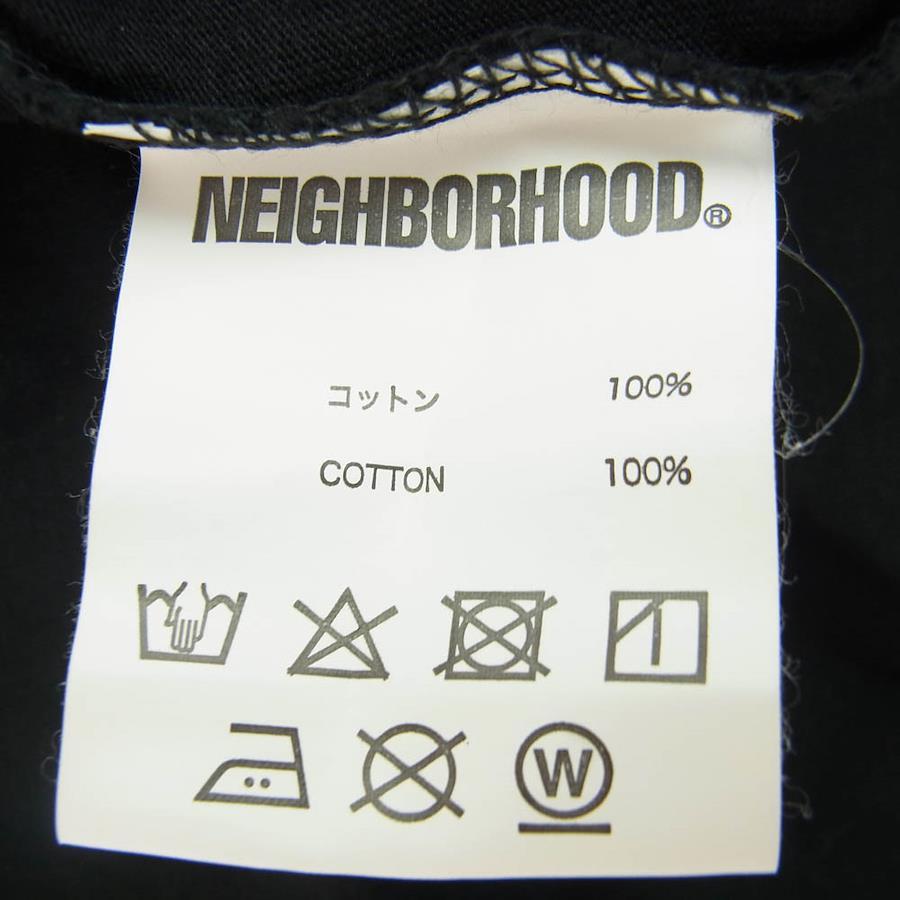 NEIGHBORHOOD®
コットン 100%
COTTON 100%
W